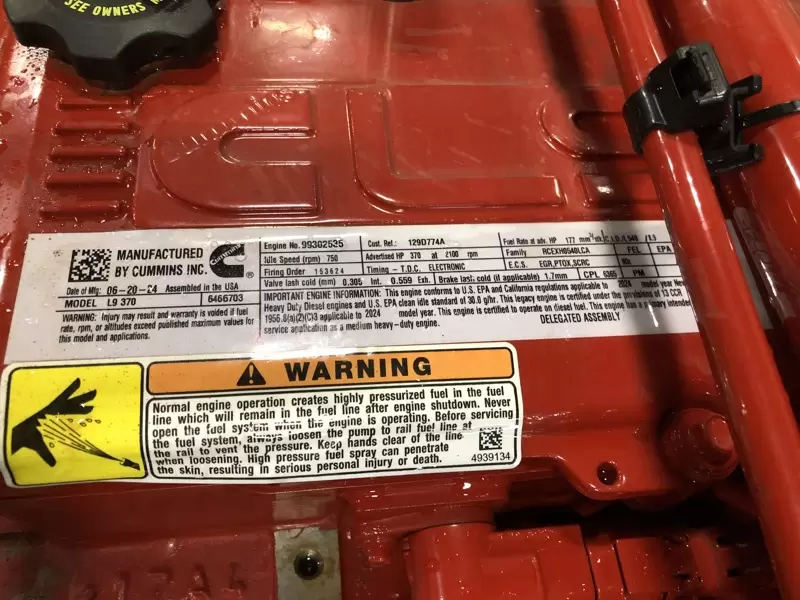 SEE OWNERS
MANUFACTURED
BY CUMMINS INC.
Cummins
Date of Mfg: 06-20-24 Assembled in the USA
MODEL L9 370 6466703
WARNING: Injury may result and warranty is voided if fuel
rate, rpm, or altitudes exceed published maximum values for
this model and applications.
Engine No. 99302535 Cust. Ref.: 129D774A Fuel Rate at adv. HP 177
Idle Speed (rpm) 750 Advertised HP 370 at 2100 rpm Family RCEXH0540LCA FEL EPA
Firing Order 153624 Timing - T.D.C. ELECTRONIC E.C.S. EGR,PTOX,SCRC
Valve lash cold (mm) 0.305 Int. 0.559 Exh. Brake lash cold (if applicable) 1.7mm CPL 5365 PM
IMPORTANT ENGINE INFORMATION: This engine conforms to U.S. EPA and California regulations applicable to 2024 model year New
Heavy Duty Diesel engines and U.S. EPA clean idle standard of 30.0 g/hr. This legacy engine is certified under the provisions of 13 CCR
1956.8(a)(2)(C)3 applicable to 2024 model year. This engine is certified to operate on diesel fuel. This engine has a primary intended
service application as a medium heavy-duty engine. DELEGATED ASSEMBLY
WARNING
Normal engine operation creates highly pressurized fuel in the fuel
line which will remain in the fuel line after engine shutdown. Never
open the fuel system when the engine is operating. Before servicing
the fuel system, always loosen the pump to rail fuel line at
the rail to vent the pressure. Keep hands clear of the line
when loosening. High pressure fuel spray can penetrate
the skin, resulting in serious personal injury or death.
4939134